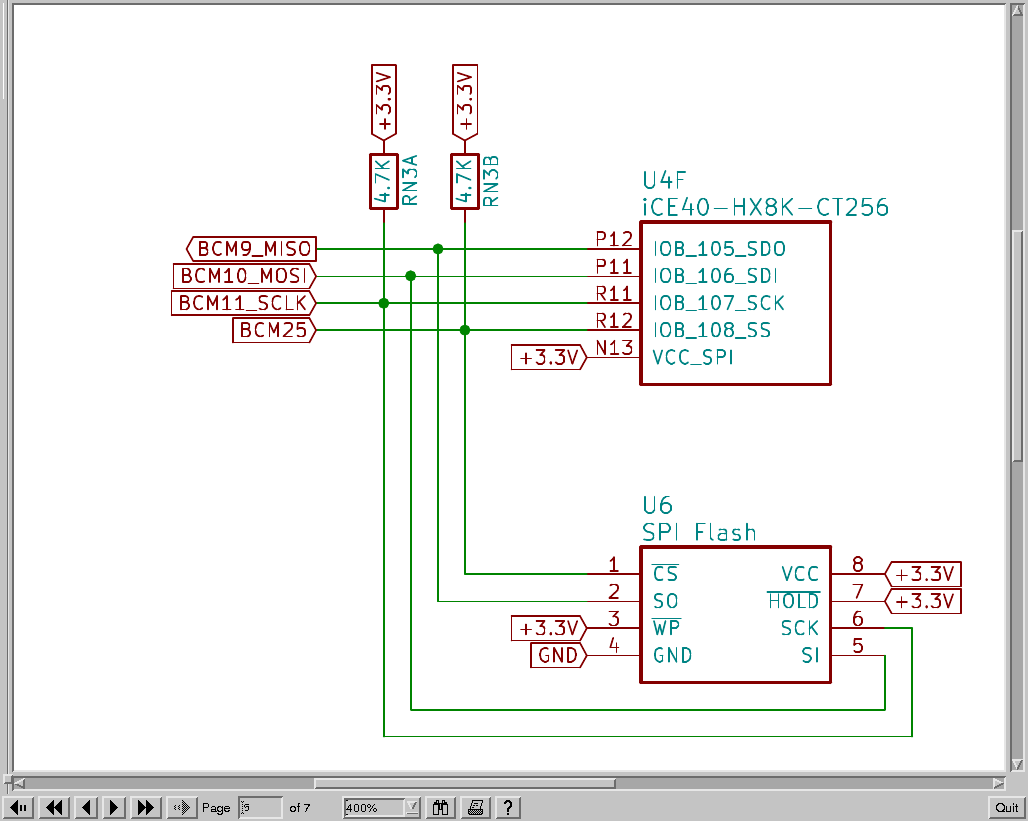 +3.3V
+3.3V
4.7K
RN3A
4.7K
RN3B
U4F
iCE40-HX8K-CT256
BCM9_MISO
P12
IOB_105_SDO
BCM10_MOSI
P11
IOB_106_SDI
BCM11_SCLK
R11
IOB_107_SCK
BCM25
R12
IOB_108_SS
+3.3V
N13
VCC_SPI
U6
SPI Flash
1
CS
VCC
8
+3.3V
2
SO
HOLD
7
+3.3V
+3.3V
3
WP
SCK
6
GND
4
GND
SI
5
Page 5 of 7
400%
?
Quit